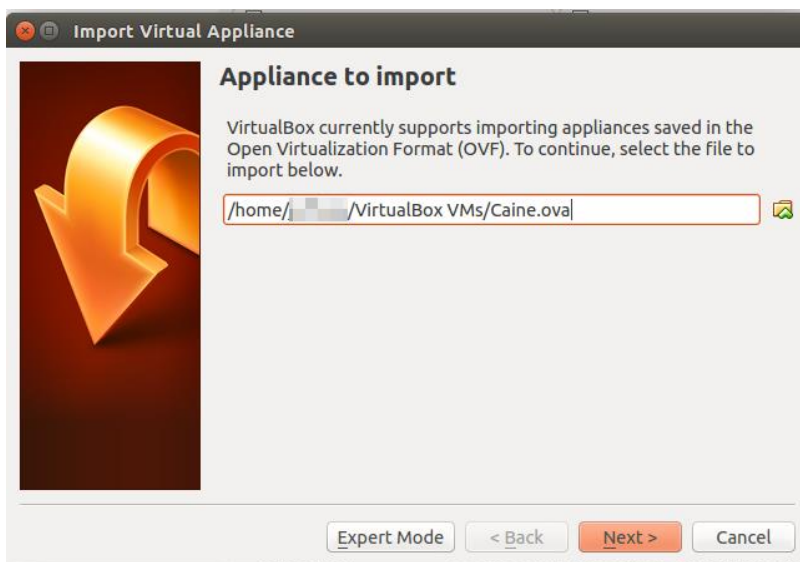 Import Virtual Appliance
Appliance to import
VirtualBox currently supports importing appliances saved in the
Open Virtualization Format (OVF). To continue, select the file to
import below.
/home/j /VirtualBox VMs/Caine.ova
Expert Mode
< Back
Next >
Cancel